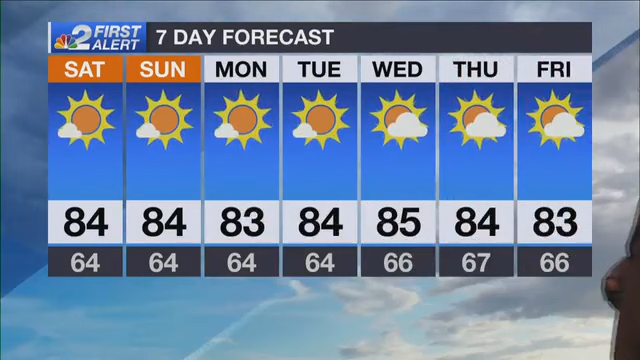 2 FIRST ALERT 7 DAY FORECAST
SAT SUN MON TUE WED THU FRI
84 84 83 84 85 84 83
64 64 64 64 66 67 66